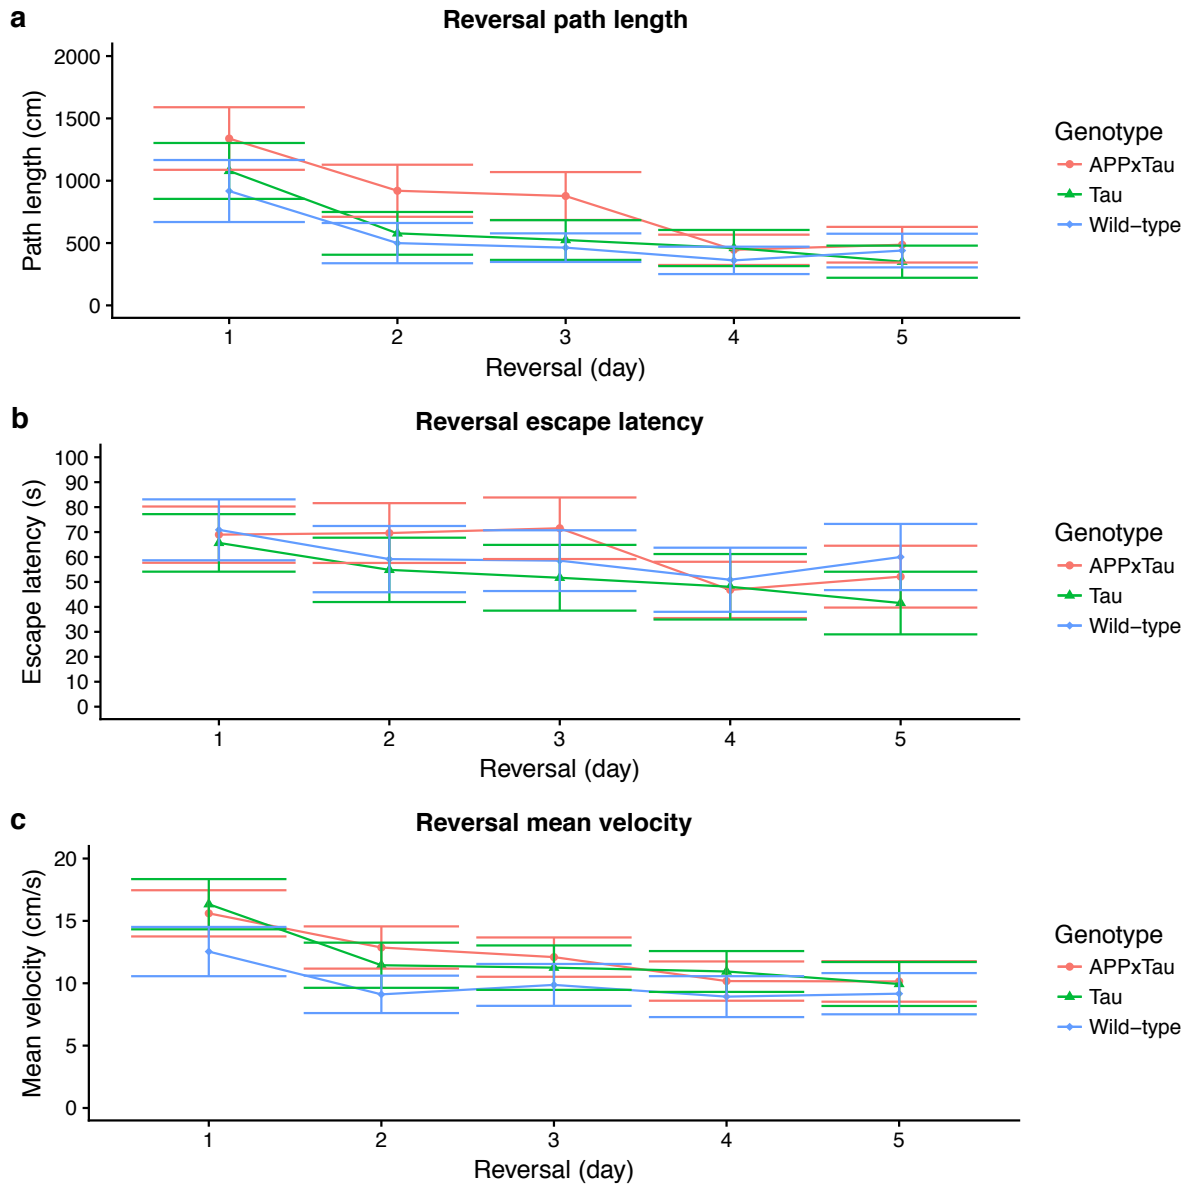 a
Reversal path length
2000
1500
1000
500
0
Path length (cm)
1 2 3 4 5
Reversal (day)
Genotype
APPxTau
Tau
Wild−type
b
Reversal escape latency
100
90
80
70
60
50
40
30
20
10
0
Escape latency (s)
1 2 3 4 5
Reversal (day)
Genotype
APPxTau
Tau
Wild−type
c
Reversal mean velocity
20
15
10
5
0
Mean velocity (cm/s)
1 2 3 4 5
Reversal (day)
Genotype
APPxTau
Tau
Wild−type